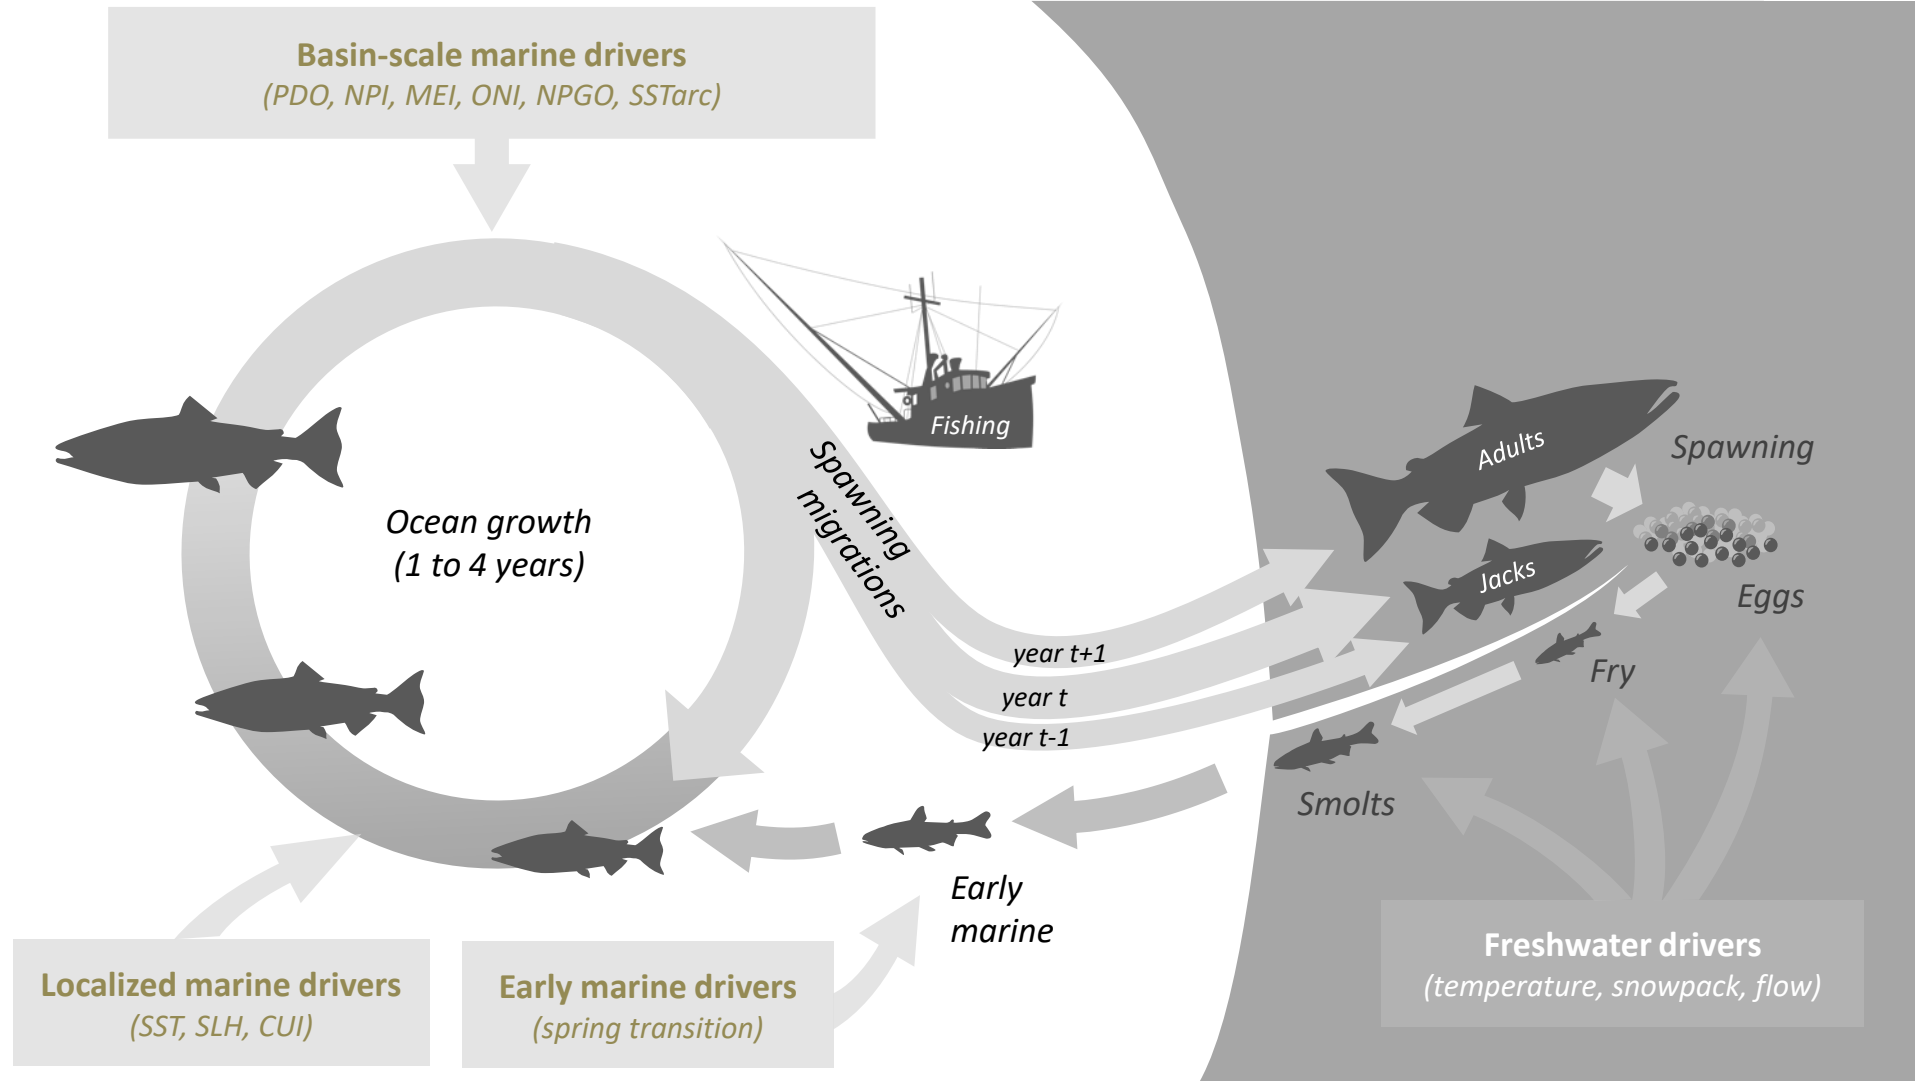 Basin-scale marine drivers
(PDO, NPI, MEI, ONI, NPGO, SSTarc)
Fishing
Spawning
migrations
Ocean growth
(1 to 4 years)
year t+1
year t
year t-1
Adults
Spawning
Jacks
Eggs
Fry
Smolts
Early
marine
Localized marine drivers
(SST, SLH, CUI)
Early marine drivers
(spring transition)
Freshwater drivers
(temperature, snowpack, flow)